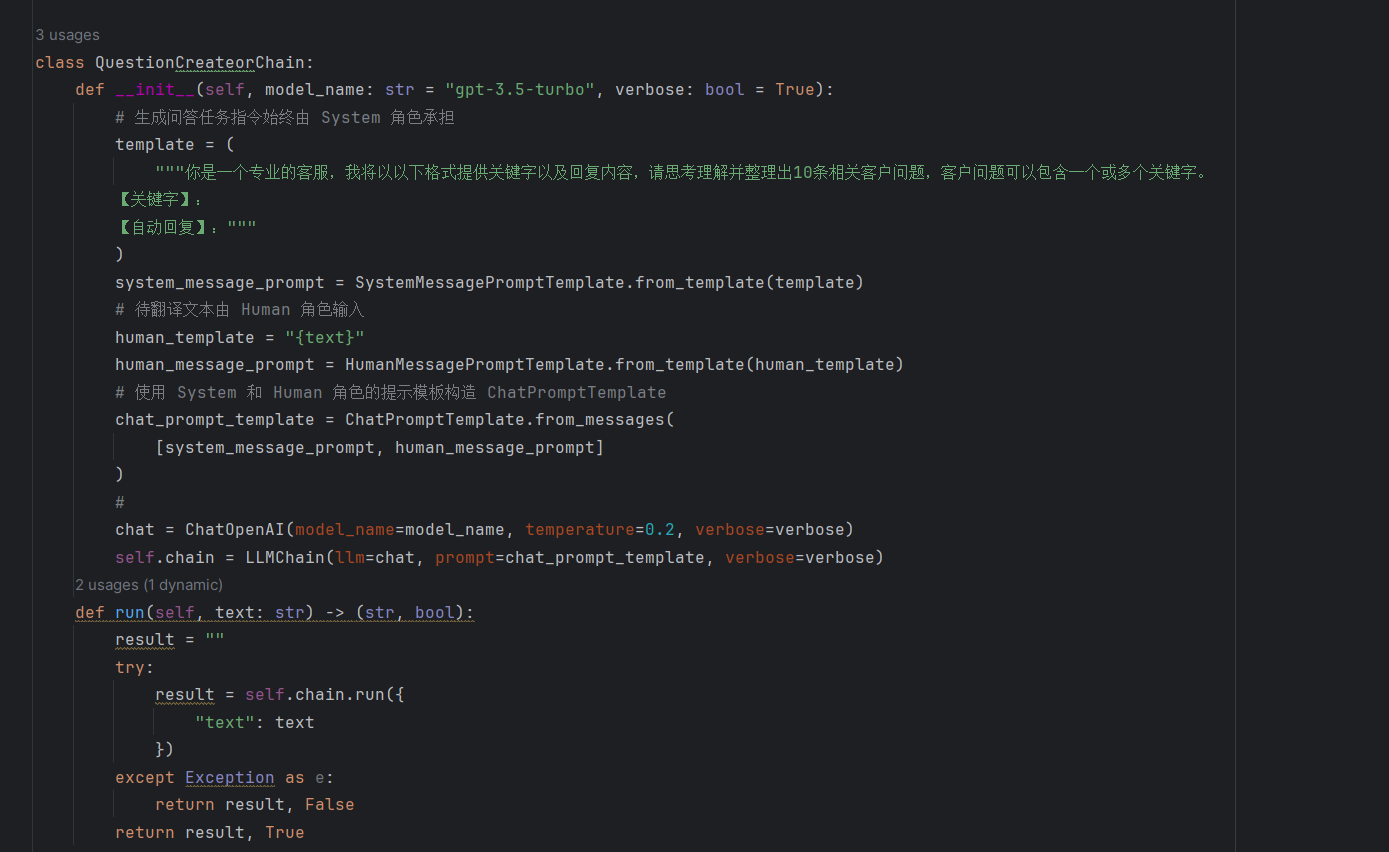 3 usages
class QuestionCreateorChain:
def __init__(self, model_name: str = "gpt-3.5-turbo", verbose: bool = True):
# 生成问答任务指令始终由 System 角色承担
template = (
"""你是一个专业的客服，我将以以下格式提供关键字以及回复内容，请思考理解并整理出10条相关客户问题，客户问题可以包含一个或多个关键字。
【关键字】：
【自动回复】："""
)
system_message_prompt = SystemMessagePromptTemplate.from_template(template)
# 待翻译文本由 Human 角色输入
human_template = "{text}"
human_message_prompt = HumanMessagePromptTemplate.from_template(human_template)
# 使用 System 和 Human 角色的提示模板构造 ChatPromptTemplate
chat_prompt_template = ChatPromptTemplate.from_messages(
[system_message_prompt, human_message_prompt]
)
#
chat = ChatOpenAI(model_name=model_name, temperature=0.2, verbose=verbose)
self.chain = LLMChain(llm=chat, prompt=chat_prompt_template, verbose=verbose)
2 usages (1 dynamic)
def run(self, text: str) -> (str, bool):
result = ""
try:
result = self.chain.run({
"text": text
})
except Exception as e:
return result, False
return result, True